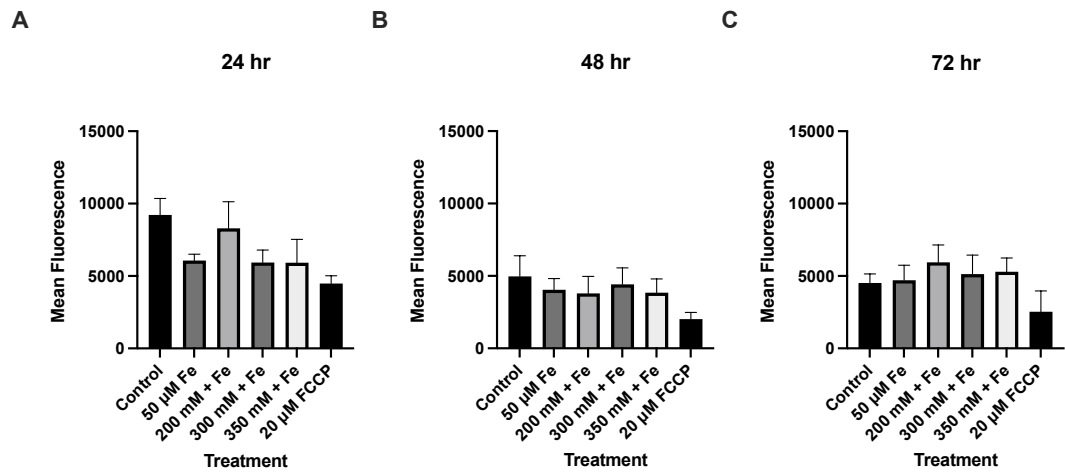 A
24 hr
Mean Fluorescence
15000
10000
5000
0
Control
50 µM Fe
200 mM + Fe
300 mM + Fe
350 mM + Fe
20 µM FCCP
Treatment
B
48 hr
Mean Fluorescence
15000
10000
5000
0
Control
50 µM Fe
200 mM + Fe
300 mM + Fe
350 mM + Fe
20 µM FCCP
Treatment
C
72 hr
Mean Fluorescence
15000
10000
5000
0
Control
50 µM Fe
200 mM + Fe
300 mM + Fe
350 mM + Fe
20 µM FCCP
Treatment